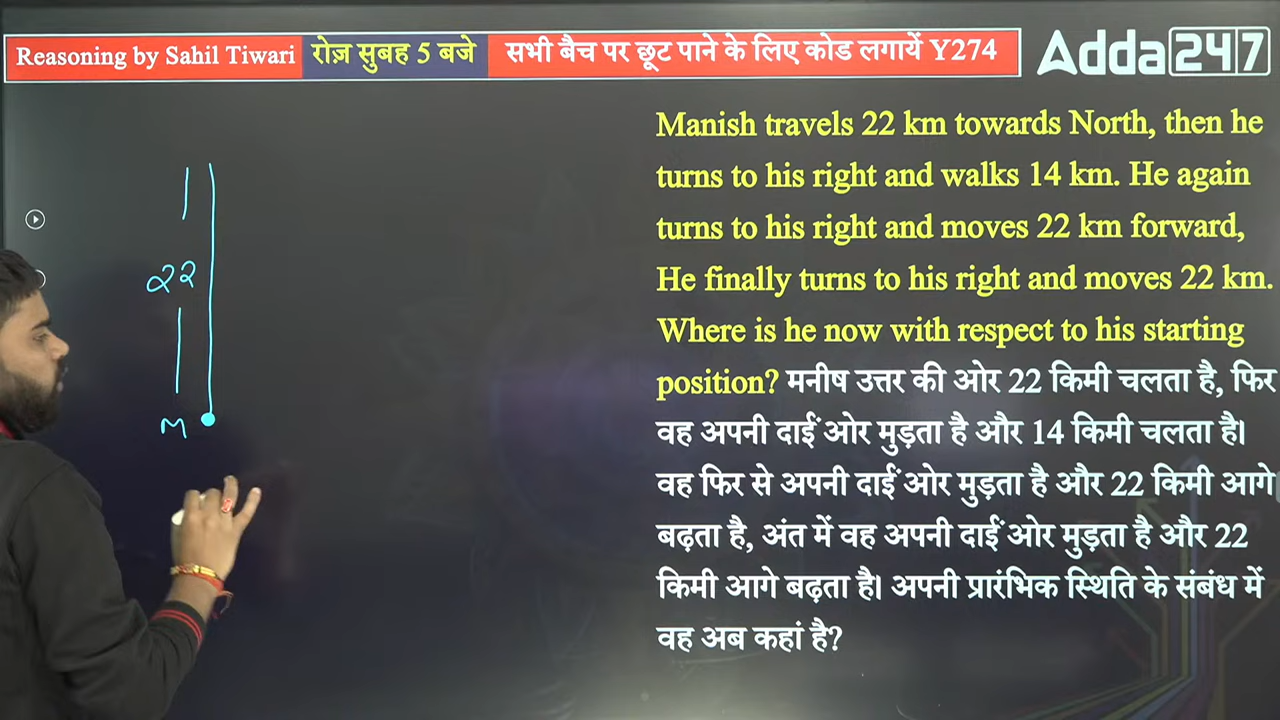 Reasoning by Sahil Tiwari रोज़ सुबह 5 बजे सभी बैच पर छूट पाने के लिए कोड लगायें Y274
Adda247
Manish travels 22 km towards North, then he
turns to his right and walks 14 km. He again
turns to his right and moves 22 km forward,
He finally turns to his right and moves 22 km.
Where is he now with respect to his starting
position? मनीष उत्तर की ओर 22 किमी चलता है, फिर
वह अपनी दाईं ओर मुड़ता है और 14 किमी चलता है।
वह फिर से अपनी दाईं ओर मुड़ता है और 22 किमी आगे
बढ़ता है, अंत में वह अपनी दाईं ओर मुड़ता है और 22
किमी आगे बढ़ता है। अपनी प्रारंभिक स्थिति के संबंध में
वह अब कहां है?
22
M